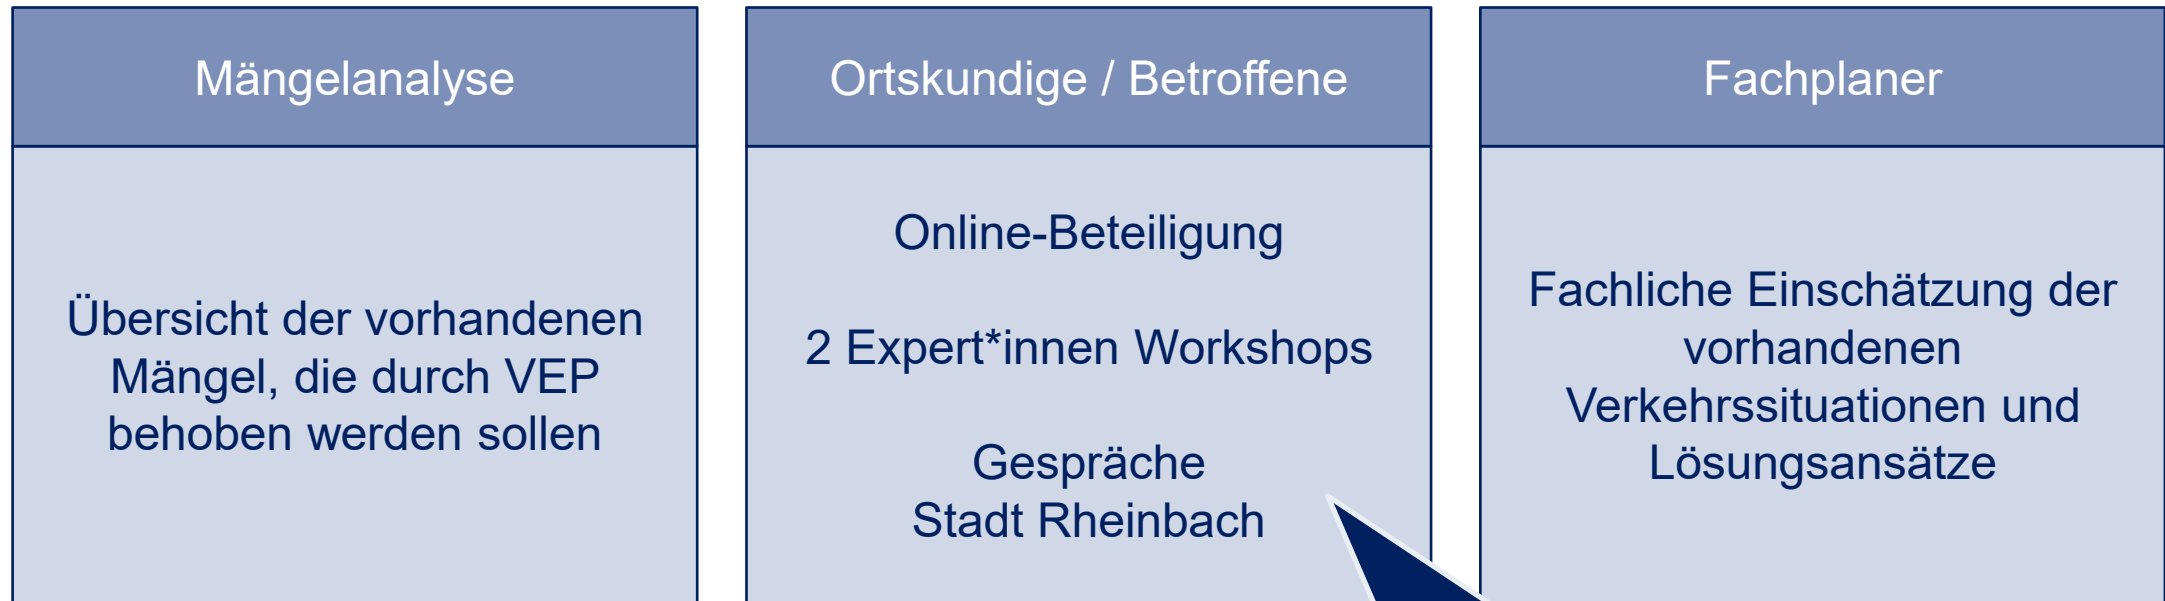 Mängelanalyse
Übersicht der vorhandenen
Mängel, die durch VEP
behoben werden sollen
Ortskundige / Betroffene
Online-Beteiligung
2 Expert*innen Workshops
Gespräche
Stadt Rheinbach
Fachplaner
Fachliche Einschätzung der
vorhandenen
Verkehrssituationen und
Lösungsansätze